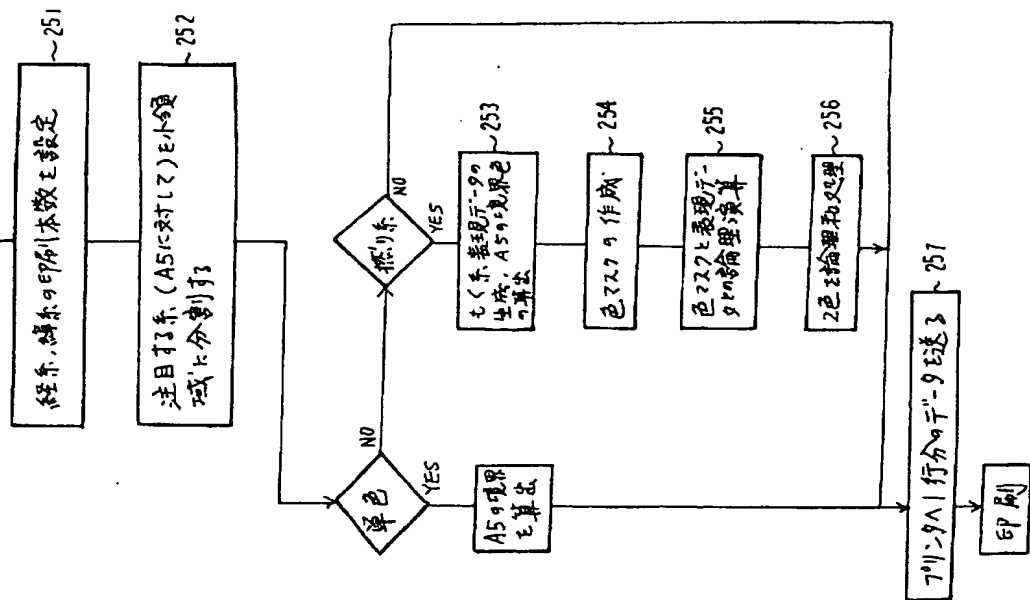 経糸,緯糸の印刷本数を設定
~251
注目する糸(A5に対して)を小領
域に分割する
~252
単色
NO
YES
撚り糸
NO
YES
A5の境界
を算出
もく糸表現データの
生成,A5の境界色
の算出
~253
色マスクの作成
~254
色マスクと表現デー
タとの論理演算
~255
2色を論理和処理
~256
プリンタへ1行分のデータを送る
~257
印刷